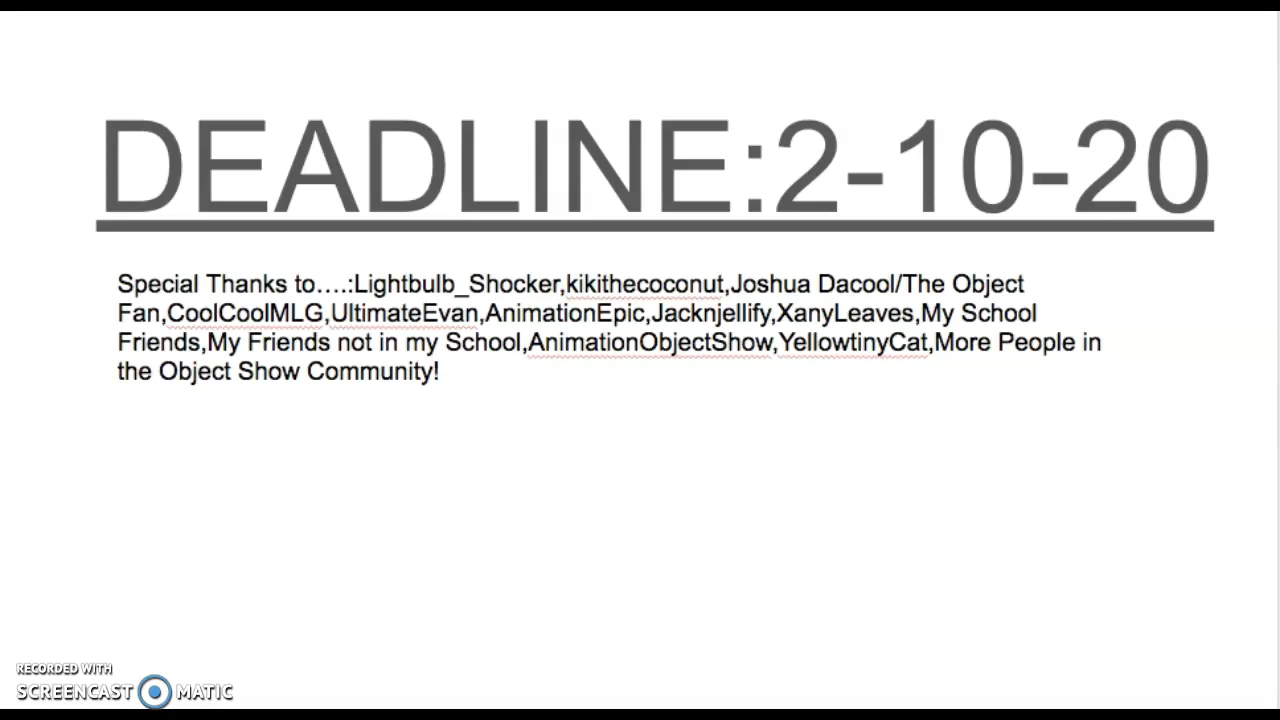 DEADLINE:2-10-20
Special Thanks to....:Lightbulb_Shocker,kikithecoconut,Joshua Dacool/The Object
Fan,CoolCoolMLG,UltimateEvan,AnimationEpic,Jacknjellify,XanyLeaves,My School
Friends,My Friends not in my School,AnimationObjectShow,YellowtinyCat,More People in
the Object Show Community!
RECORDED WITH
SCREENCAST MATIC